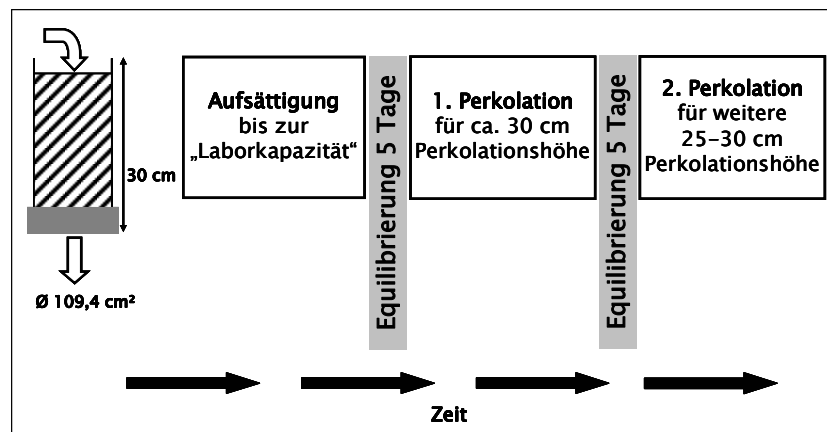 30 cm
Ø 109,4 cm²
Aufsättigung
bis zur
„Laborkapazität“
Equilibrierung 5 Tage
1. Perkolation
für ca. 30 cm
Perkolationshöhe
Equilibrierung 5 Tage
2. Perkolation
für weitere
25–30 cm
Perkolationshöhe
Zeit